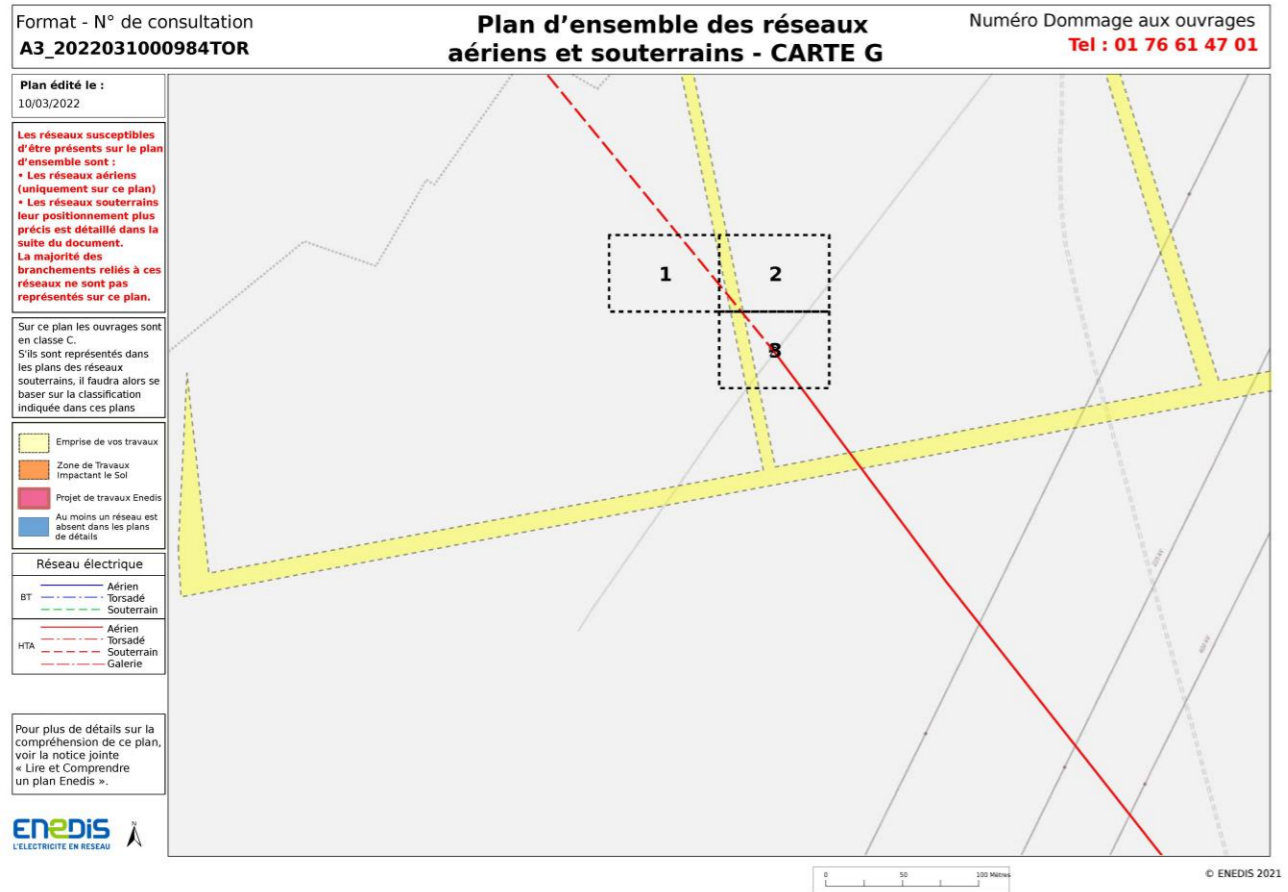 Format - N° de consultation
A3_2022031000984TOR
Plan d’ensemble des réseaux
aériens et souterrains - CARTE G
Numéro Dommage aux ouvrages
Tel : 01 76 61 47 01
Plan édité le :
10/03/2022
Les réseaux susceptibles
d’être présents sur le plan
d’ensemble sont :
• Les réseaux aériens
(uniquement sur ce plan)
• Les réseaux souterrains
leur positionnement plus
précis est détaillé dans la
suite du document.
La majorité des
branchements reliés à ces
réseaux ne sont pas
représentés sur ce plan.
Sur ce plan les ouvrages sont
en classe C.
S'ils sont représentés dans
les plans des réseaux
souterrains, il faudra alors se
baser sur la classification
indiquée dans ces plans
Emprise de vos travaux
Zone de Travaux
Impactant le Sol
Projet de travaux Enedis
Au moins un réseau est
absent dans les plans
de détails
Réseau électrique
BT
Aérien
Torsadé
Souterrain
HTA
Aérien
Torsadé
Souterrain
Galerie
Pour plus de détails sur la
compréhension de ce plan,
voir la notice jointe
« Lire et Comprendre
un plan Enedis ».
ENEDIS
L'ELECTRICITE EN RESEAU
N
1
2
3
225 kV
400 kV
0 50 100 Mètres
© ENEDIS 2021